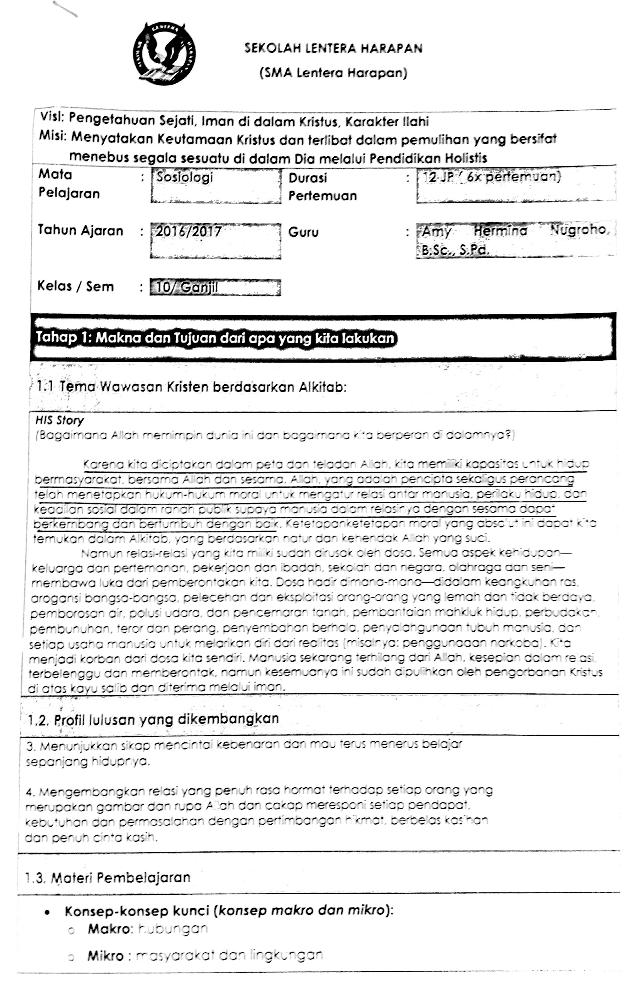 LENTERA HARAPAN
SEKOLAH LENTERA HARAPAN
(SMA Lentera Harapan)
Visi: Pengetahuan Sejati, Iman di dalam Kristus, Karakter Ilahi
Misi: Menyatakan Keutamaan Kristus dan terlibat dalam pemulihan yang bersifat
menebus segala sesuatu di dalam Dia melalui Pendidikan Holistis
Mata Pelajaran : Sosiologi Durasi Pertemuan : 12 JP ( 6x pertemuan)
Tahun Ajaran : 2016/2017 Guru : Amy Hermina Nugroho, B.Sc., S.Pd.
Kelas / Sem : 10/ Ganjil
Tahap 1: Makna dan Tujuan dari apa yang kita lakukan
1.1 Tema Wawasan Kristen berdasarkan Alkitab:
HIS Story
(Bagaimana Allah memimpin dunia ini dan bagaimana kita berperan di dalamnya?)
Karena kita diciptakan dalam peta dan teladan Allah, kita memiliki kapasitas untuk hidup
bermasyarakat, bersama Allah dan sesama. Allah, yang adalah pencipta sekaligus perancang
telah menetapkan hukum-hukum moral untuk mengatur relasi antar manusia, perilaku hidup, dan
keadilan sosial dalam ranah publik supaya manusia dalam relasinya dengan sesama dapat
berkembang dan bertumbuh dengan baik. Ketetapanketetapan moral yang absolut ini dapat kita
temukan dalam Alkitab, yang berdasarkan natur dan kehendak Allah yang suci.
Namun relasi-relasi yang kita miliki sudah dirusak oleh dosa. Semua aspek kehidupan—
keluarga dan pertemanan, pekerjaan dan ibadah, sekolah dan negara, olahraga dan seni—
membawa luka dari pemberontakan kita. Dosa hadir dimana-mana—didalam keangkuhan ras,
arogansi bangsa-bangsa, pelecehan dan eksploitasi orang-orang yang lemah dan tidak berdaya,
pemborosan air, polusi udara, dan pencemaran tanah, pembantaian mahkluk hidup, perbudakan,
pembunuhan, teror dan perang, penyembahan berhala, penyalahgunaan tubuh manusia, dan
setiap usaha manusia untuk melarikan diri dari realitas (misalnya: penggunaaan narkoba). Kita
menjadi korban dari dosa kita sendiri. Manusia sekarang terhilang dari Allah, kesepian dalam relasi,
terbelenggu dan memberontak, namun kesemuanya ini sudah dipulihkan oleh pengorbanan Kristus
di atas kayu salib dan diterima melalui iman.
1.2. Profil lulusan yang dikembangkan
3. Menunjukkan sikap mencintai kebenaran dan mau terus menerus belajar
sepanjang hidupnya.
4. Mengembangkan relasi yang penuh rasa hormat terhadap setiap orang yang
merupakan gambar dan rupa Allah dan cakap meresponi setiap pendapat,
kebutuhan dan permasalahan dengan pertimbangan hikmat, berbelas kasihan
dan penuh cinta kasih.
1.3. Materi Pembelajaran
• Konsep-konsep kunci (konsep makro dan mikro):
o Makro: hubungan
o Mikro : masyarakat dan lingkungan